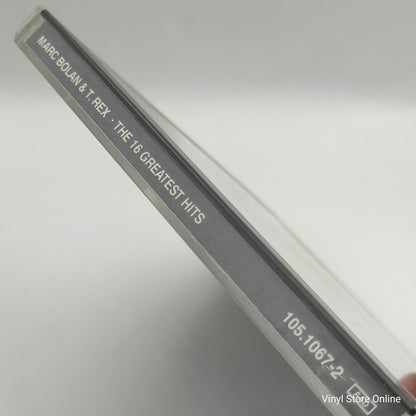 MARC BOLAN & T. REX · THE 16 GREATEST HITS
105.1067-2
Vinyl Store Online